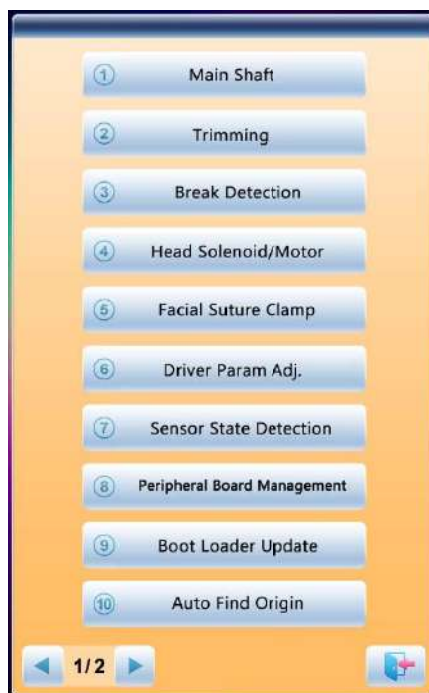 ① Main Shaft
② Trimming
③ Break Detection
④ Head Solenoid/Motor
⑤ Facial Suture Clamp
⑥ Driver Param Adj.
⑦ Sensor State Detection
⑧ Peripheral Board Management
⑨ Boot Loader Update
⑩ Auto Find Origin
1/2